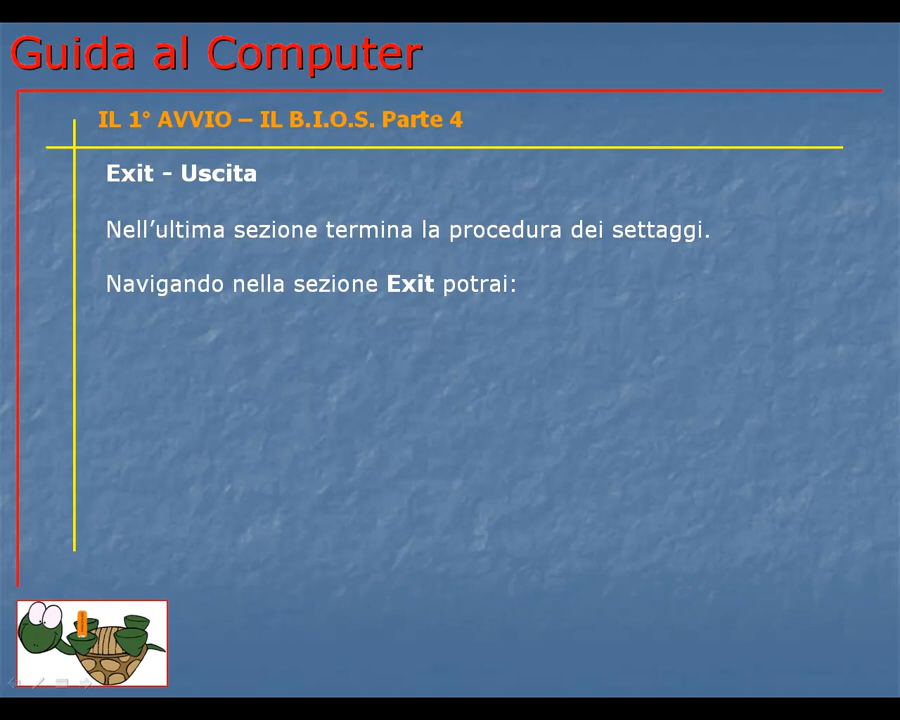 Guida al Computer
IL 1° AVVIO – IL B.I.O.S. Parte 4
Exit - Uscita
Nell’ultima sezione termina la procedura dei settaggi.
Navigando nella sezione Exit potrai: